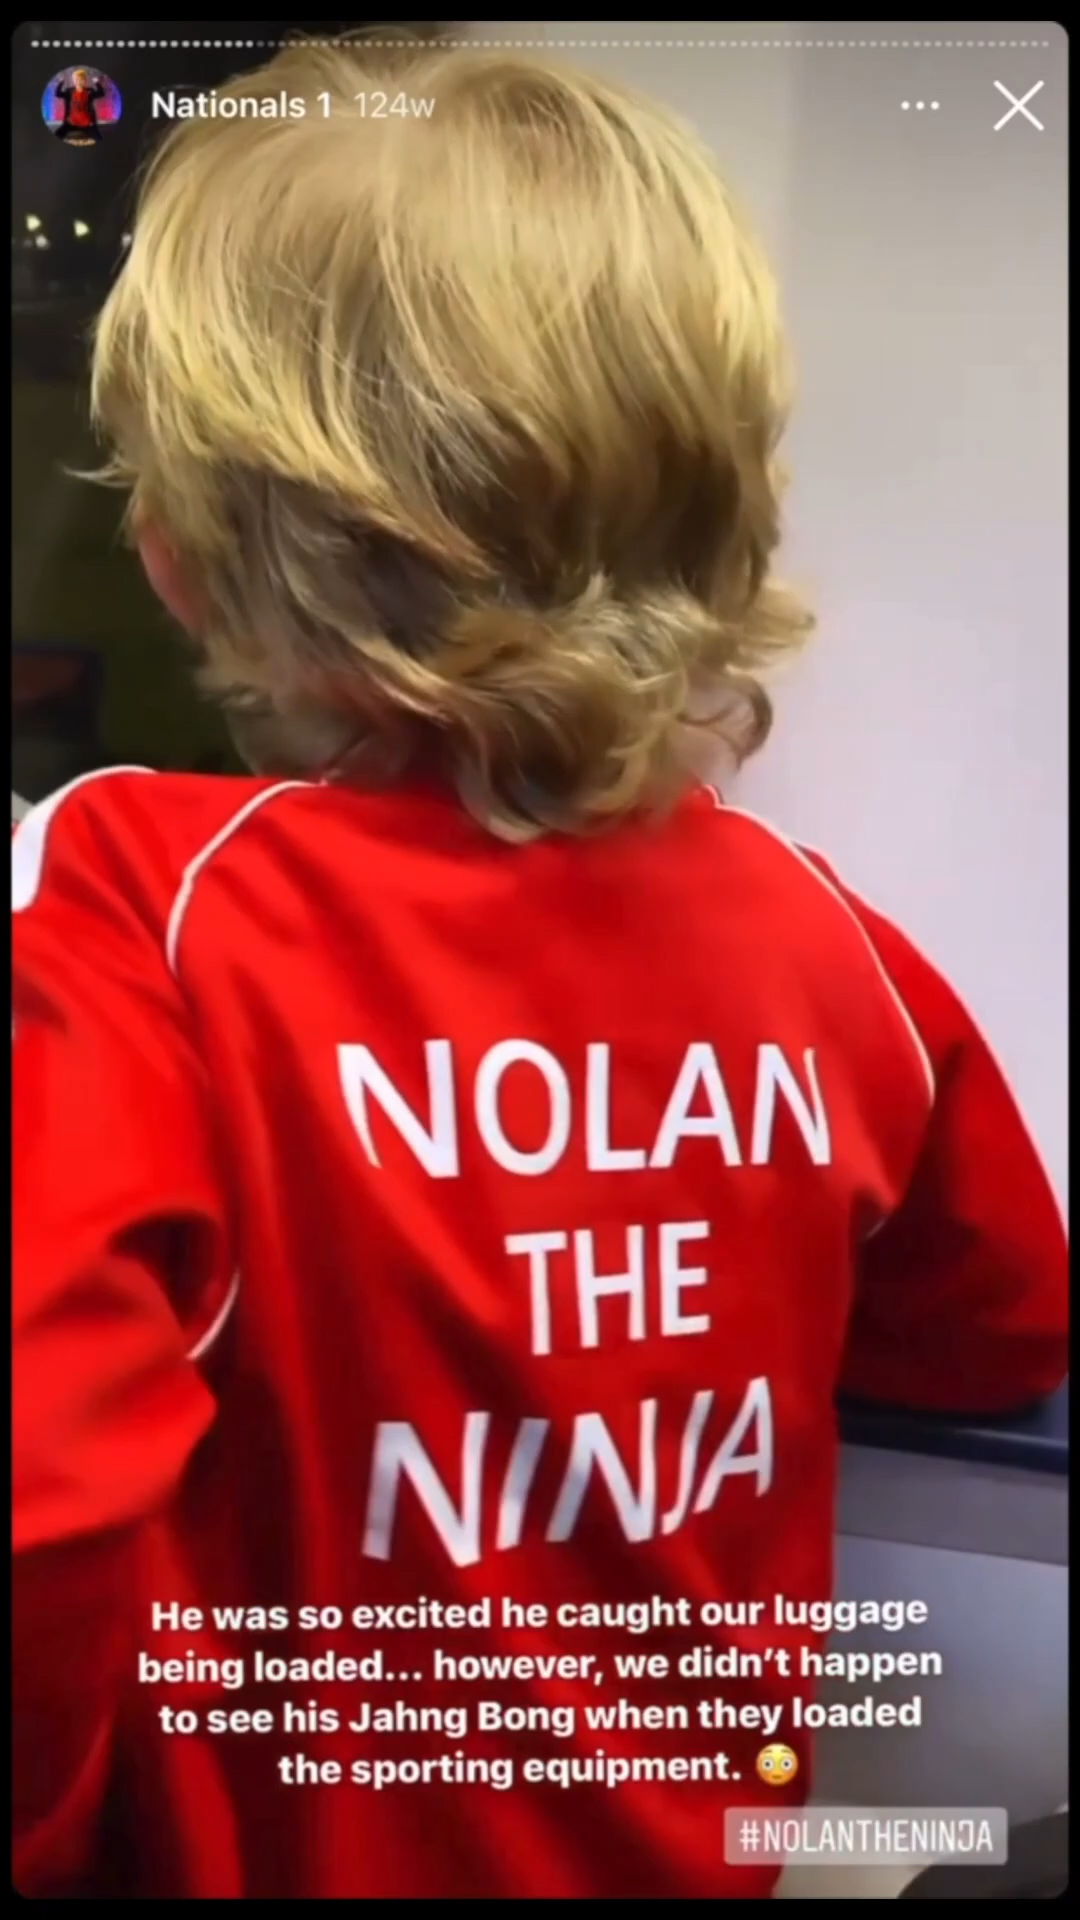 Nationals 1 124w
NOLAN
THE
NINJA
He was so excited he caught our luggage
being loaded... however, we didn't happen
to see his Jahng Bong when they loaded
the sporting equipment. 😳
#NOLANTHENINJA